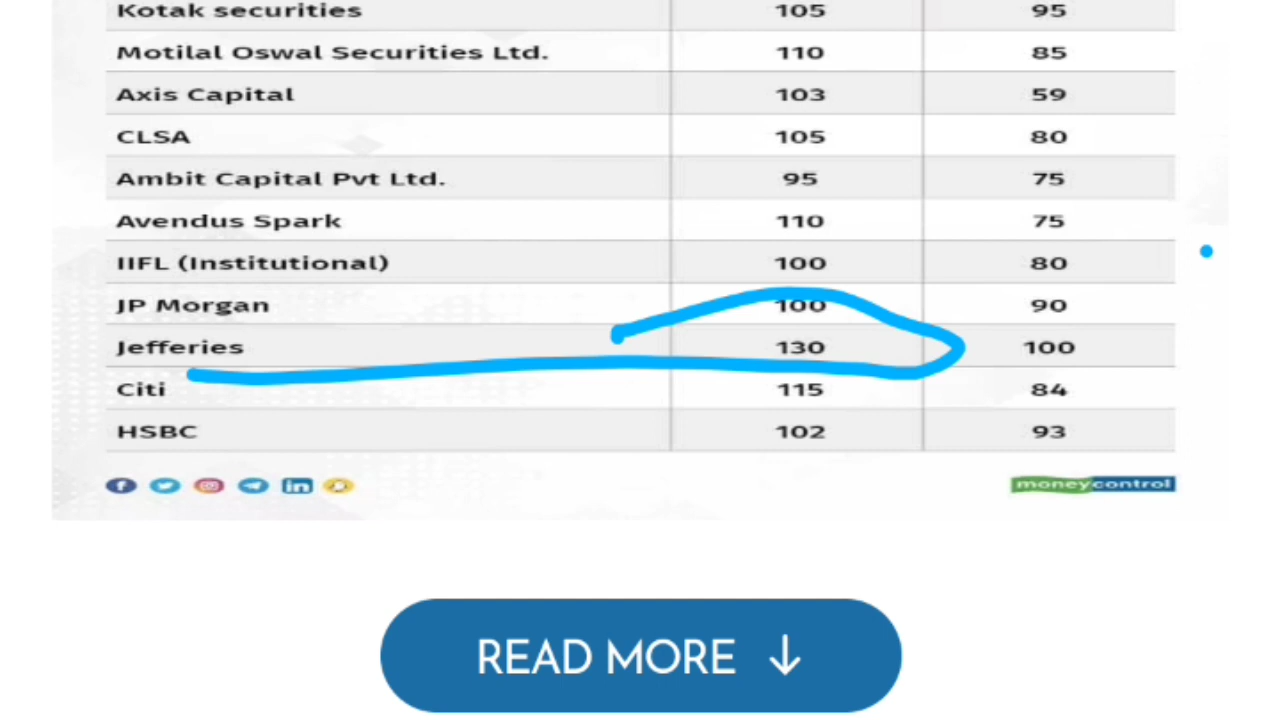 Kotak securities 105 95
Motilal Oswal Securities Ltd. 110 85
Axis Capital 103 59
CLSA 105 80
Ambit Capital Pvt Ltd. 95 75
Avendus Spark 110 75
IIFL (Institutional) 100 80
JP Morgan 100 90
Jefferies 130 100
Citi 115 84
HSBC 102 93
f in moneycontrol
READ MORE ↓